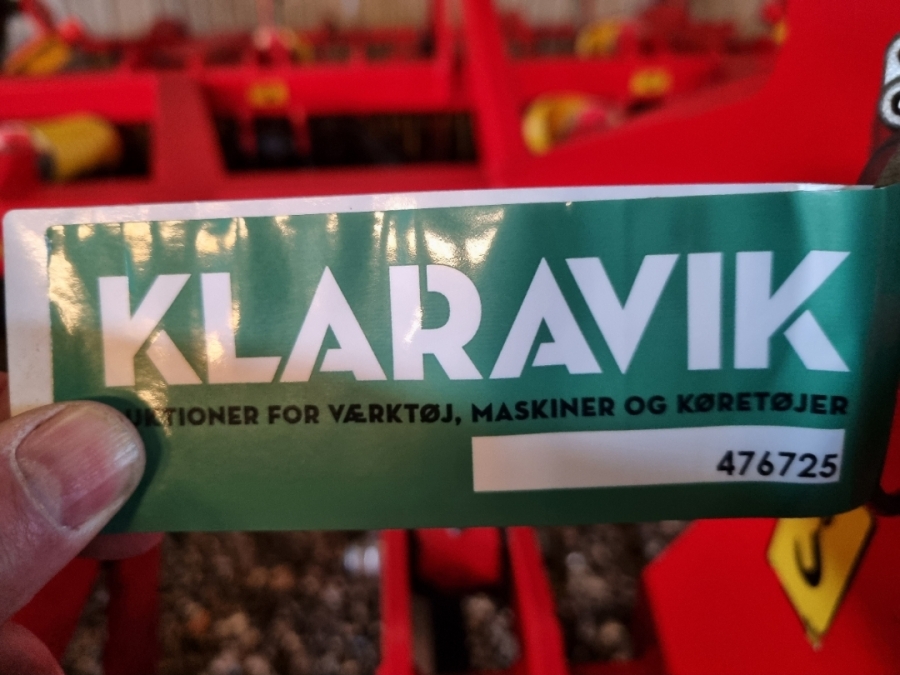 KLARAVIK
UKTIONER FOR VÆRKTØJ, MASKINER OG KØRETØJER
476725